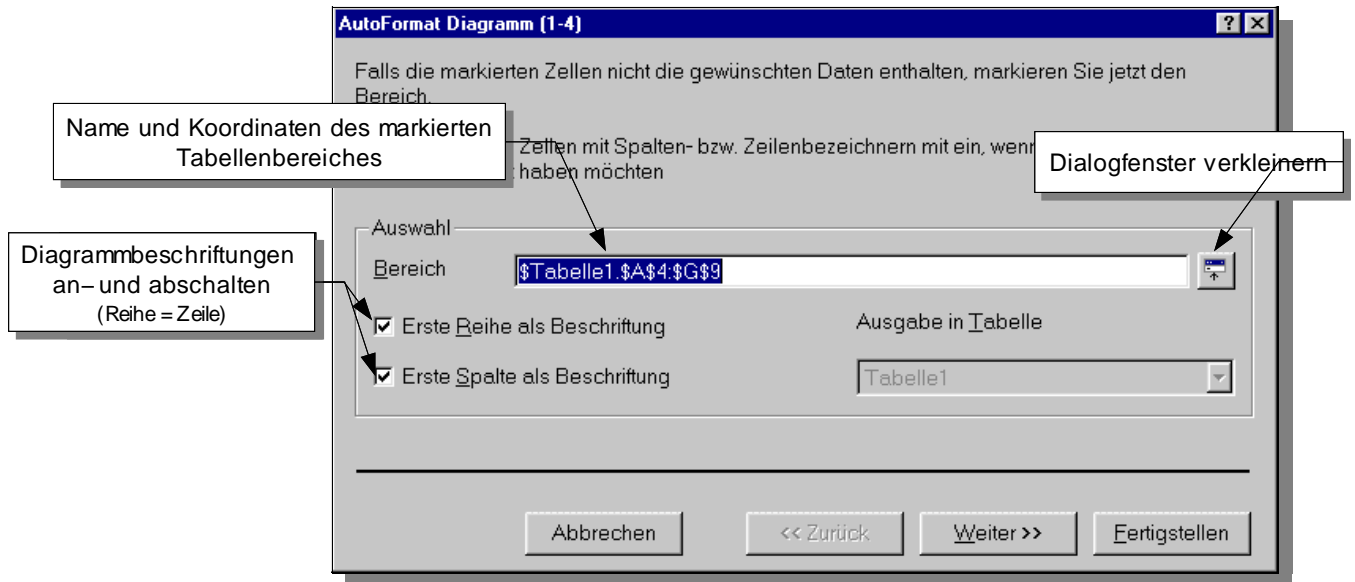 AutoFormat Diagramm (1-4)
Falls die markierten Zellen nicht die gewünschten Daten enthalten, markieren Sie jetzt den
Bereich.
Name und Koordinaten des markierten
Tabellenbereiches
Zellen mit Spalten- bzw. Zeilenbezeichnern mit ein, wenn
haben möchten
Dialogfenster verkleinern
Auswahl
Diagrammbeschriftungen
an– und abschalten
(Reihe = Zeile)
Bereich
$Tabelle1.$A$4:$G$9
Erste Reihe als Beschriftung
Ausgabe in Tabelle
Erste Spalte als Beschriftung
Tabelle1
Abbrechen
<< Zurück
Weiter >>
Fertigstellen